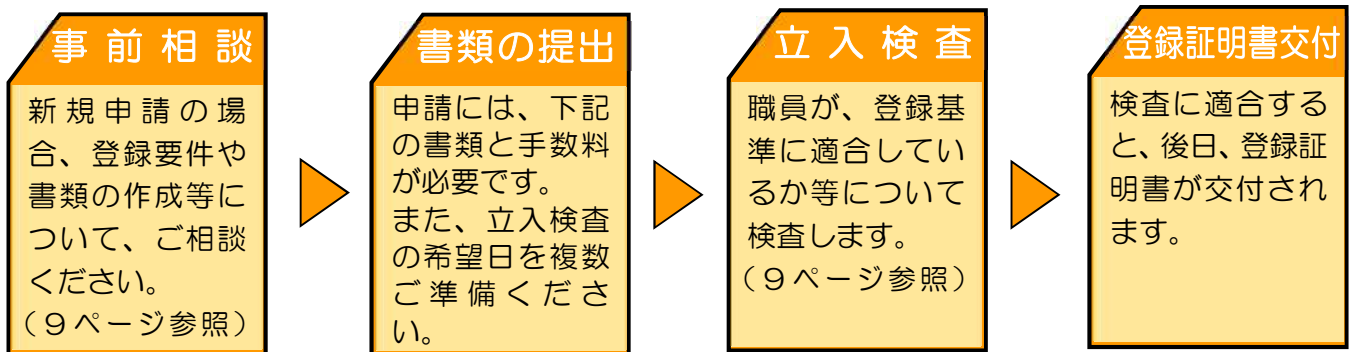 事前相談
新規申請の場
合、登録要件や
書類の作成等に
ついて、ご相談
ください。
(9ページ参照)
書類の提出
申請には、下記
の書類と手数料
が必要です。
また、立入検査
の希望日を複数
ご準備くださ
い。
立入検査
職員が、登録基
準に適合してい
るか等について
検査します。
(9ページ参照)
登録証明書交付
検査に適合する
と、後日、登録証
明書が交付され
ます。